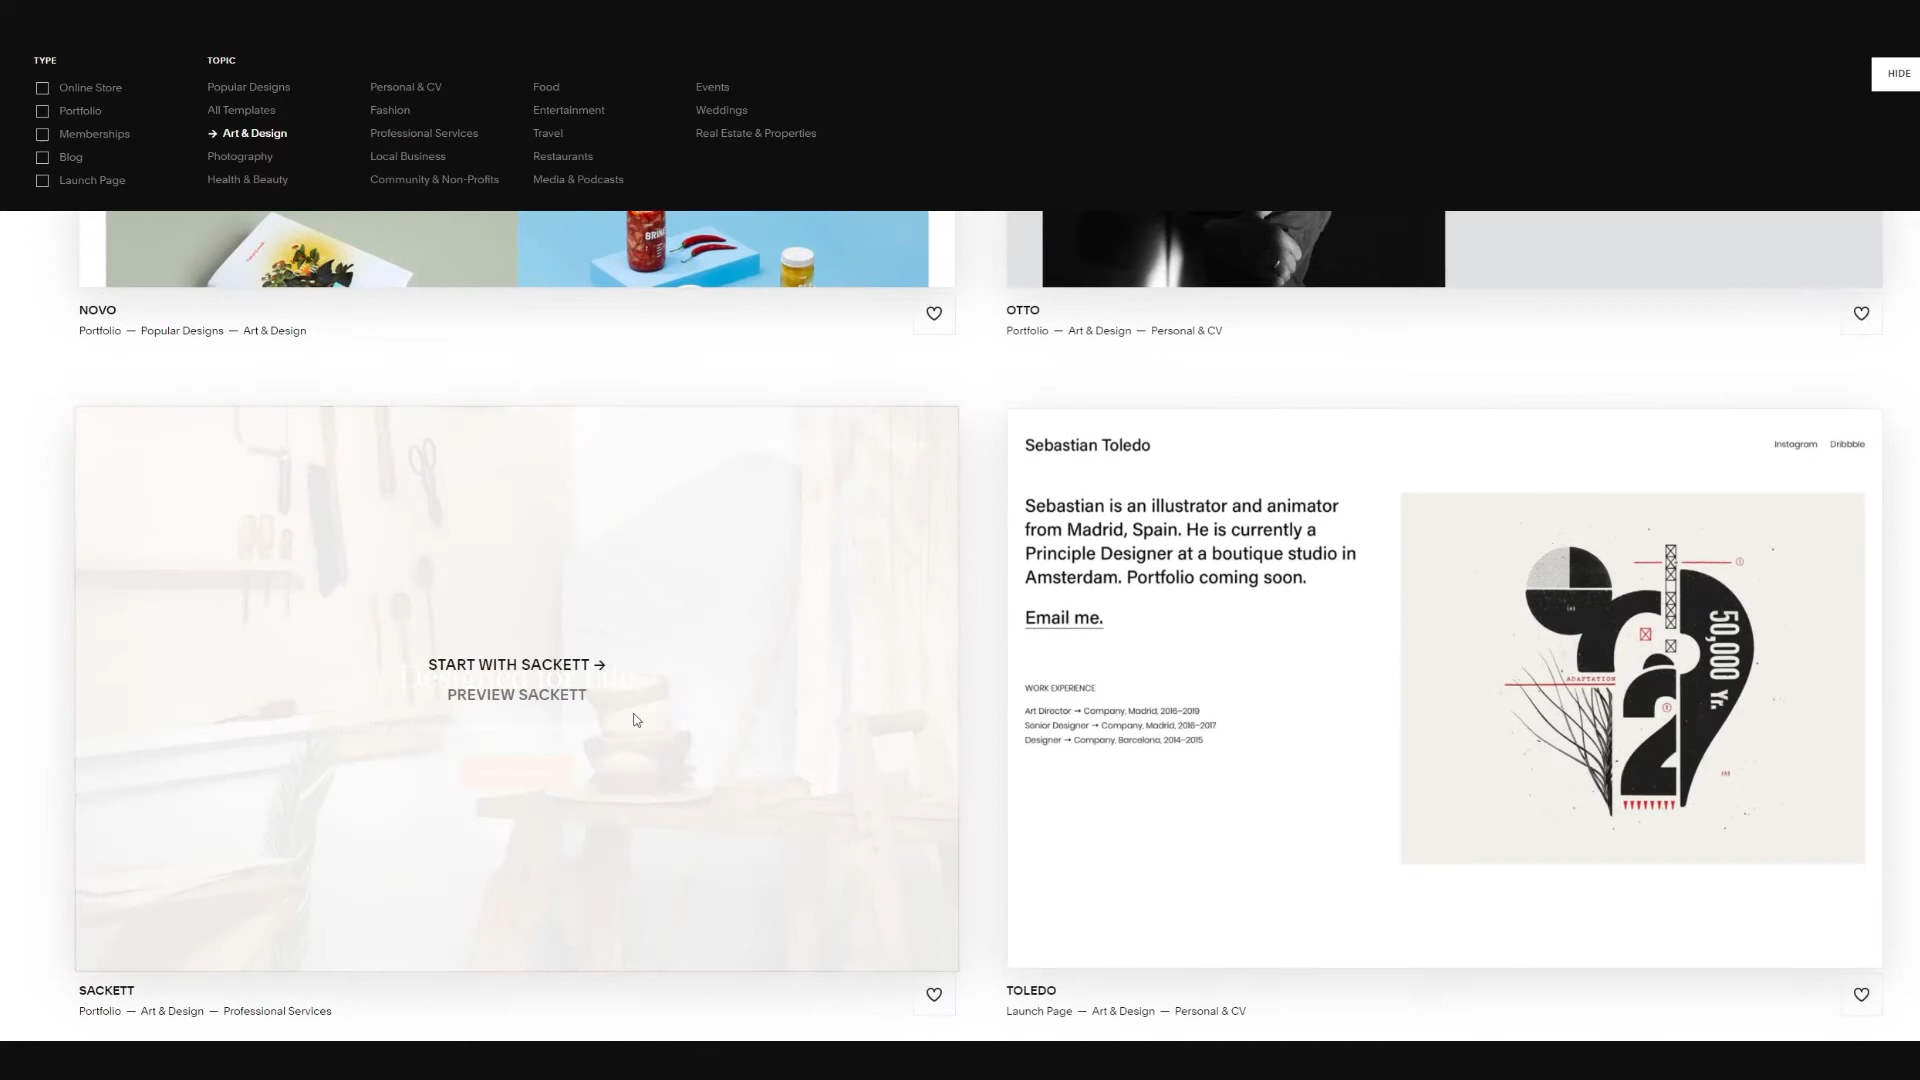 TYPE
Online Store
Portfolio
Memberships
Blog
Launch Page
TOPIC
Popular Designs
All Templates
→ Art & Design
Photography
Health & Beauty
Personal & CV
Fashion
Professional Services
Local Business
Community & Non-Profits
Food
Entertainment
Travel
Restaurants
Media & Podcasts
Events
Weddings
Real Estate & Properties
HIDE
NOVO
Portfolio — Popular Designs — Art & Design
OTTO
Portfolio — Art & Design — Personal & CV
START WITH SACKETT →
Designed for Life
PREVIEW SACKETT
SACKETT
Portfolio — Art & Design — Professional Services
Sebastian Toledo
Instagram Dribbble
Sebastian is an illustrator and animator
from Madrid, Spain. He is currently a
Principle Designer at a boutique studio in
Amsterdam. Portfolio coming soon.
Email me.
WORK EXPERIENCE
Art Director → Company, Madrid, 2016–2019
Senior Designer → Company, Madrid, 2016–2017
Designer → Company, Barcelona, 2014–2015
ADAPTATION
50,000 Yr.
TOLEDO
Launch Page — Art & Design — Personal & CV